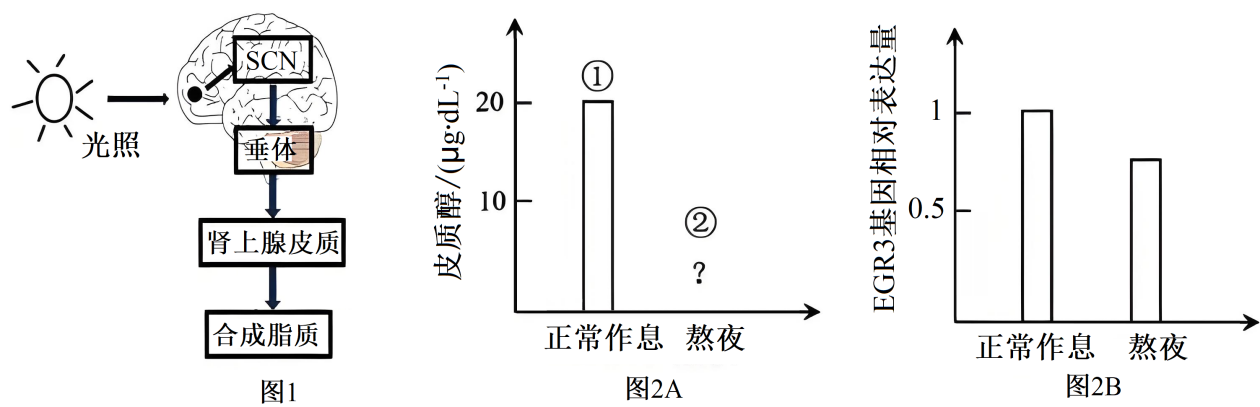 光照
SCN
垂体
肾上腺皮质
合成脂质
图1
皮质醇/(μg·dL-1)
20
10
①
②
?
正常作息 熬夜
图2A
EGR3基因相对表达量
1
0.5
正常作息 熬夜
图2B